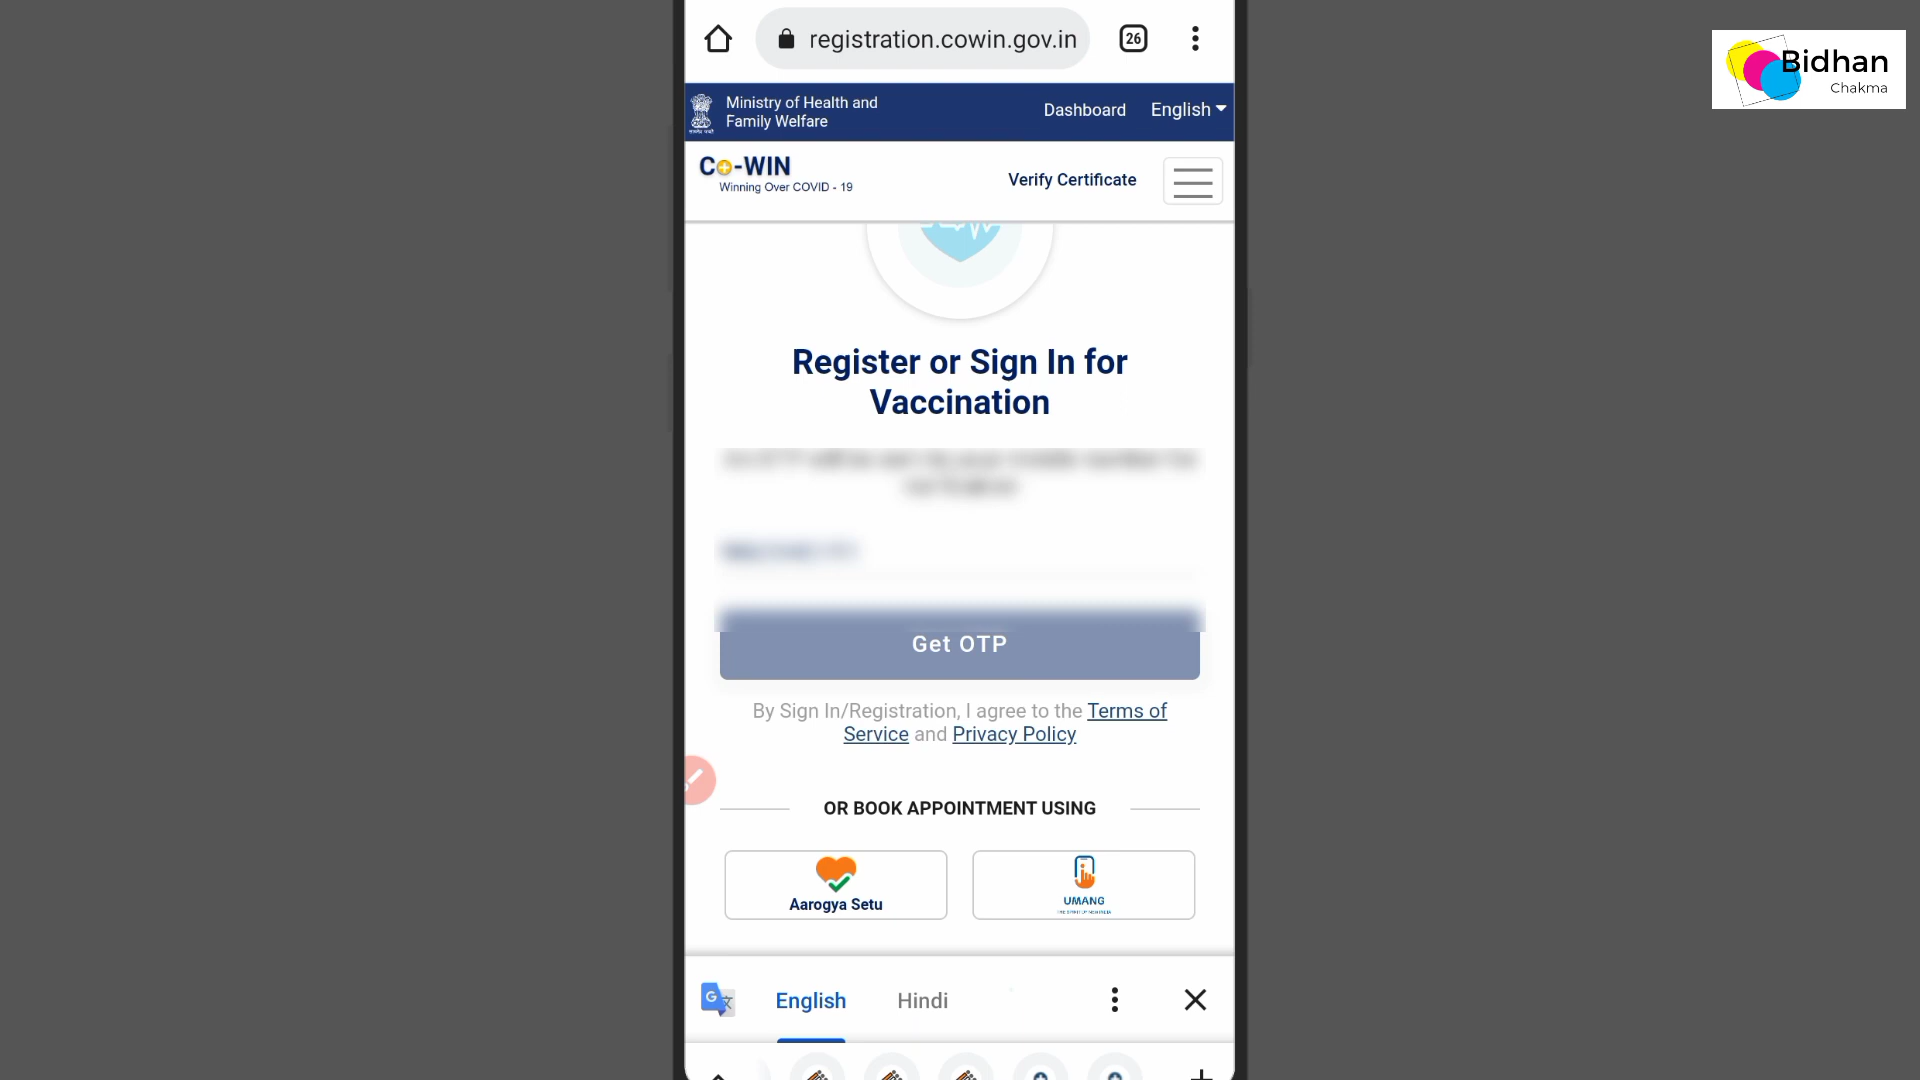 registration.cowin.gov.in
26
Bidhan
Chakma
Ministry of Health and
Family Welfare
Dashboard
English
Co-WIN
Winning Over COVID - 19
Verify Certificate
Register or Sign In for
Vaccination
Get OTP
By Sign In/Registration, I agree to the Terms of
Service and Privacy Policy
OR BOOK APPOINTMENT USING
Aarogya Setu
UMANG
English
Hindi